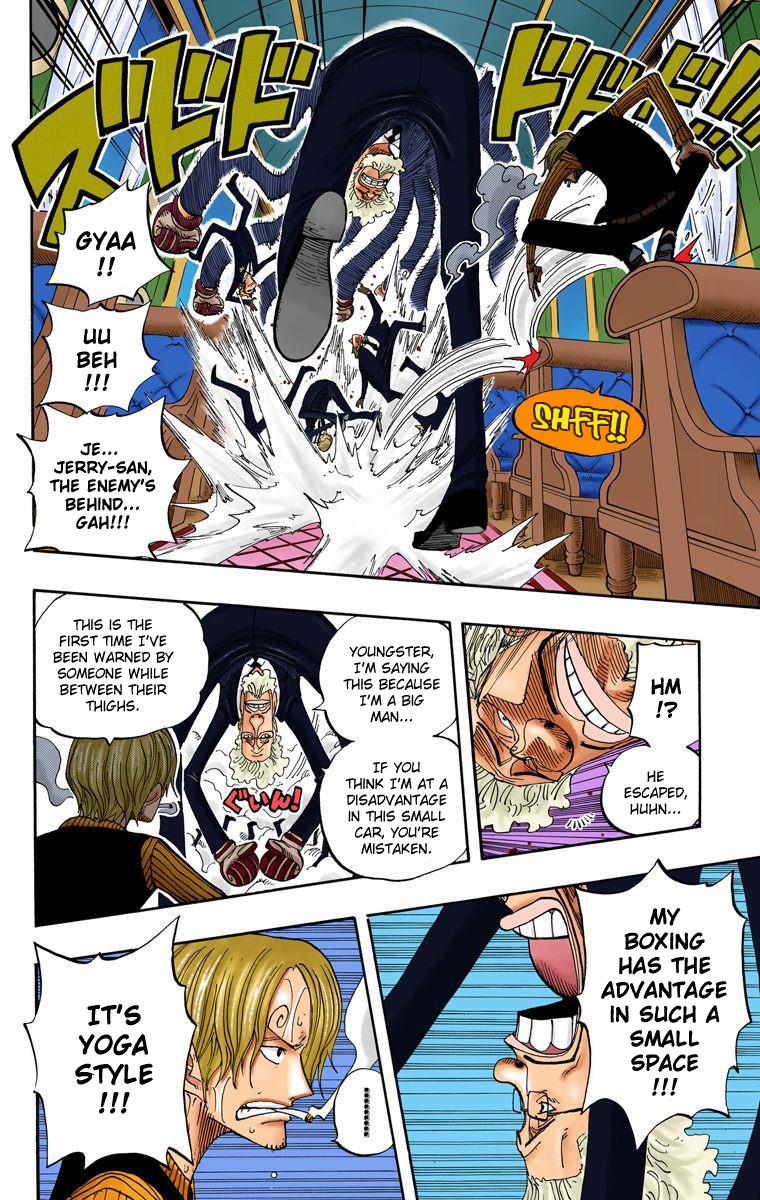 ズドドド
ドドドド!!!
GYAA
!!
UU
BEH
!!!
JE...
JERRY-SAN,
THE ENEMY'S
BEHIND...
GAH!!!
SHFF!!
HM
!?
HE
ESCAPED,
HUHN...
YOUNGSTER,
I'M SAYING
THIS BECAUSE
I'M A BIG
MAN...
IF YOU
THINK I'M AT A
DISADVANTAGE
IN THIS SMALL
CAR, YOU'RE
MISTAKEN.
ぐいん!
THIS IS THE
FIRST TIME I'VE
BEEN WARNED BY
SOMEONE WHILE
BETWEEN THEIR
THIGHS.
MY
BOXING
HAS THE
ADVANTAGE
IN SUCH A
SMALL
SPACE
!!!
.........
IT'S
YOGA
STYLE
!!!